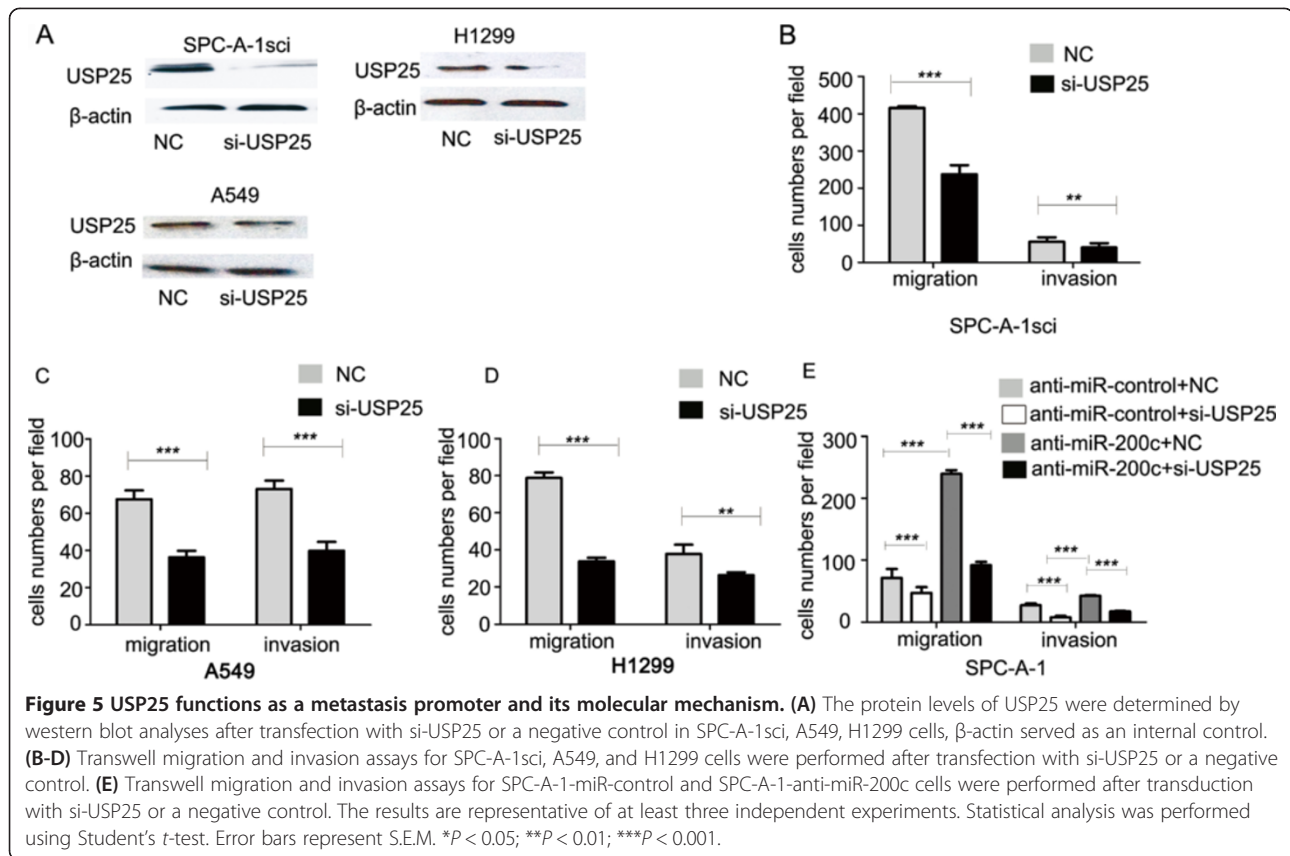 A
SPC-A-1sci
USP25
β-actin
NC si-USP25
H1299
USP25
β-actin
NC si-USP25
A549
USP25
β-actin
NC si-USP25
B
NC
si-USP25
cells numbers per field
500
400
300
200
100
0
***
**
migration invasion
SPC-A-1sci
C
NC
si-USP25
cells numbers per field
100
80
60
40
20
0
***
***
migration invasion
A549
D
NC
si-USP25
cells numbers per field
100
80
60
40
20
0
***
**
migration invasion
H1299
E
anti-miR-control+NC
anti-miR-control+si-USP25
anti-miR-200c+NC
anti-miR-200c+si-USP25
cells numbers per field
300
200
100
0
***
***
***
***
***
***
migration invasion
SPC-A-1
Figure 5 USP25 functions as a metastasis promoter and its molecular mechanism. (A) The protein levels of USP25 were determined by
western blot analyses after transfection with si-USP25 or a negative control in SPC-A-1sci, A549, H1299 cells, β-actin served as an internal control.
(B-D) Transwell migration and invasion assays for SPC-A-1sci, A549, and H1299 cells were performed after transfection with si-USP25 or a negative
control. (E) Transwell migration and invasion assays for SPC-A-1-miR-control and SPC-A-1-anti-miR-200c cells were performed after transduction
with si-USP25 or a negative control. The results are representative of at least three independent experiments. Statistical analysis was performed
using Student's t-test. Error bars represent S.E.M. *P < 0.05; **P < 0.01; ***P < 0.001.